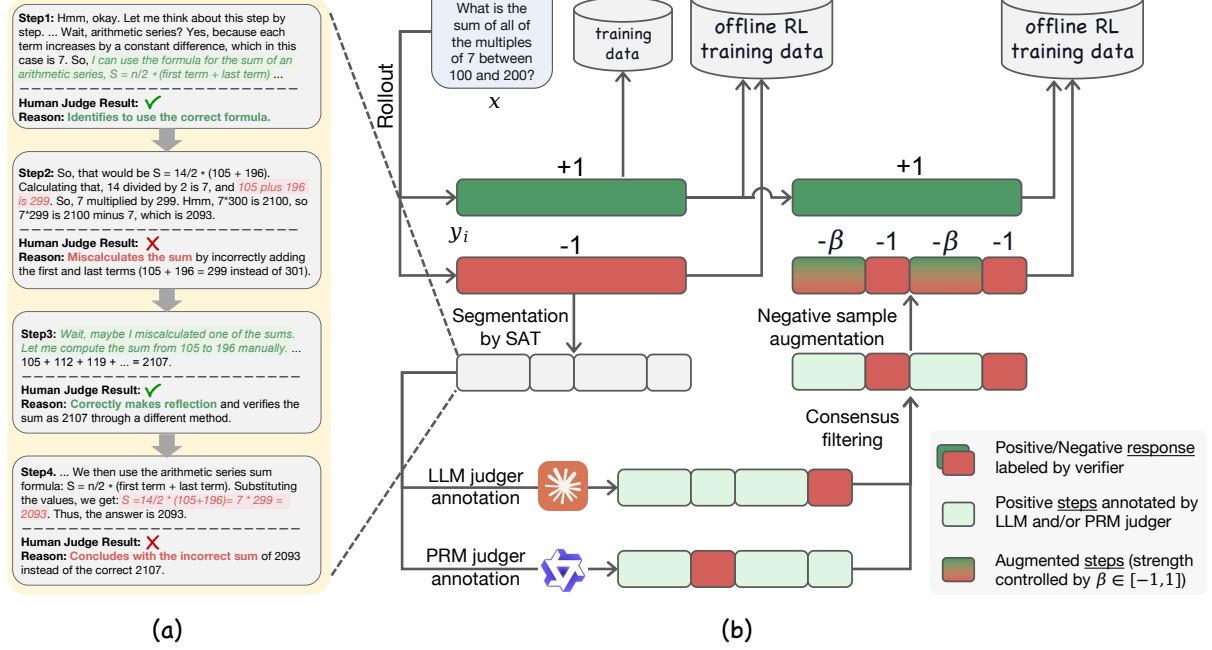 Step1: Hmm, okay. Let me think about this step by
step. ... Wait, arithmetic series? Yes, because each
term increases by a constant difference, which in this
case is 7. So, I can use the formula for the sum of an
arithmetic series, S = n/2 * (first term + last term) ...
Human Judge Result:
Reason: Identifies to use the correct formula.
Step2: So, that would be S = 14/2 * (105 + 196).
Calculating that, 14 divided by 2 is 7, and 105 plus 196
is 299. So, 7 multiplied by 299. Hmm, 7*300 is 2100, so
7*299 is 2100 minus 7, which is 2093.
Human Judge Result:
Reason: Miscalculates the sum by incorrectly adding
the first and last terms (105 + 196 = 299 instead of 301).
Step3: Wait, maybe I miscalculated one of the sums.
Let me compute the sum from 105 to 196 manually. ...
105 + 112 + 119 + ... = 2107.
Human Judge Result:
Reason: Correctly makes reflection and verifies the
sum as 2107 through a different method.
Step4. ... We then use the arithmetic series sum
formula: S = n/2 * (first term + last term). Substituting
the values, we get: S =14/2 * (105+196)= 7 * 299 =
2093. Thus, the answer is 2093.
Human Judge Result:
Reason: Concludes with the incorrect sum of 2093
instead of the correct 2107.
(a)
What is the
sum of all of
the multiples
of 7 between
100 and 200?
x
training
data
offline RL
training data
offline RL
training data
Rollout
+1
+1
y_i
-1
-β
-1
-β
-1
Segmentation
by SAT
Negative sample
augmentation
Consensus
filtering
LLM judger
annotation
PRM judger
annotation
Positive/Negative response
labeled by verifier
Positive steps annotated by
LLM and/or PRM judger
Augmented steps (strength
controlled by β ∈ [−1,1])
(b)